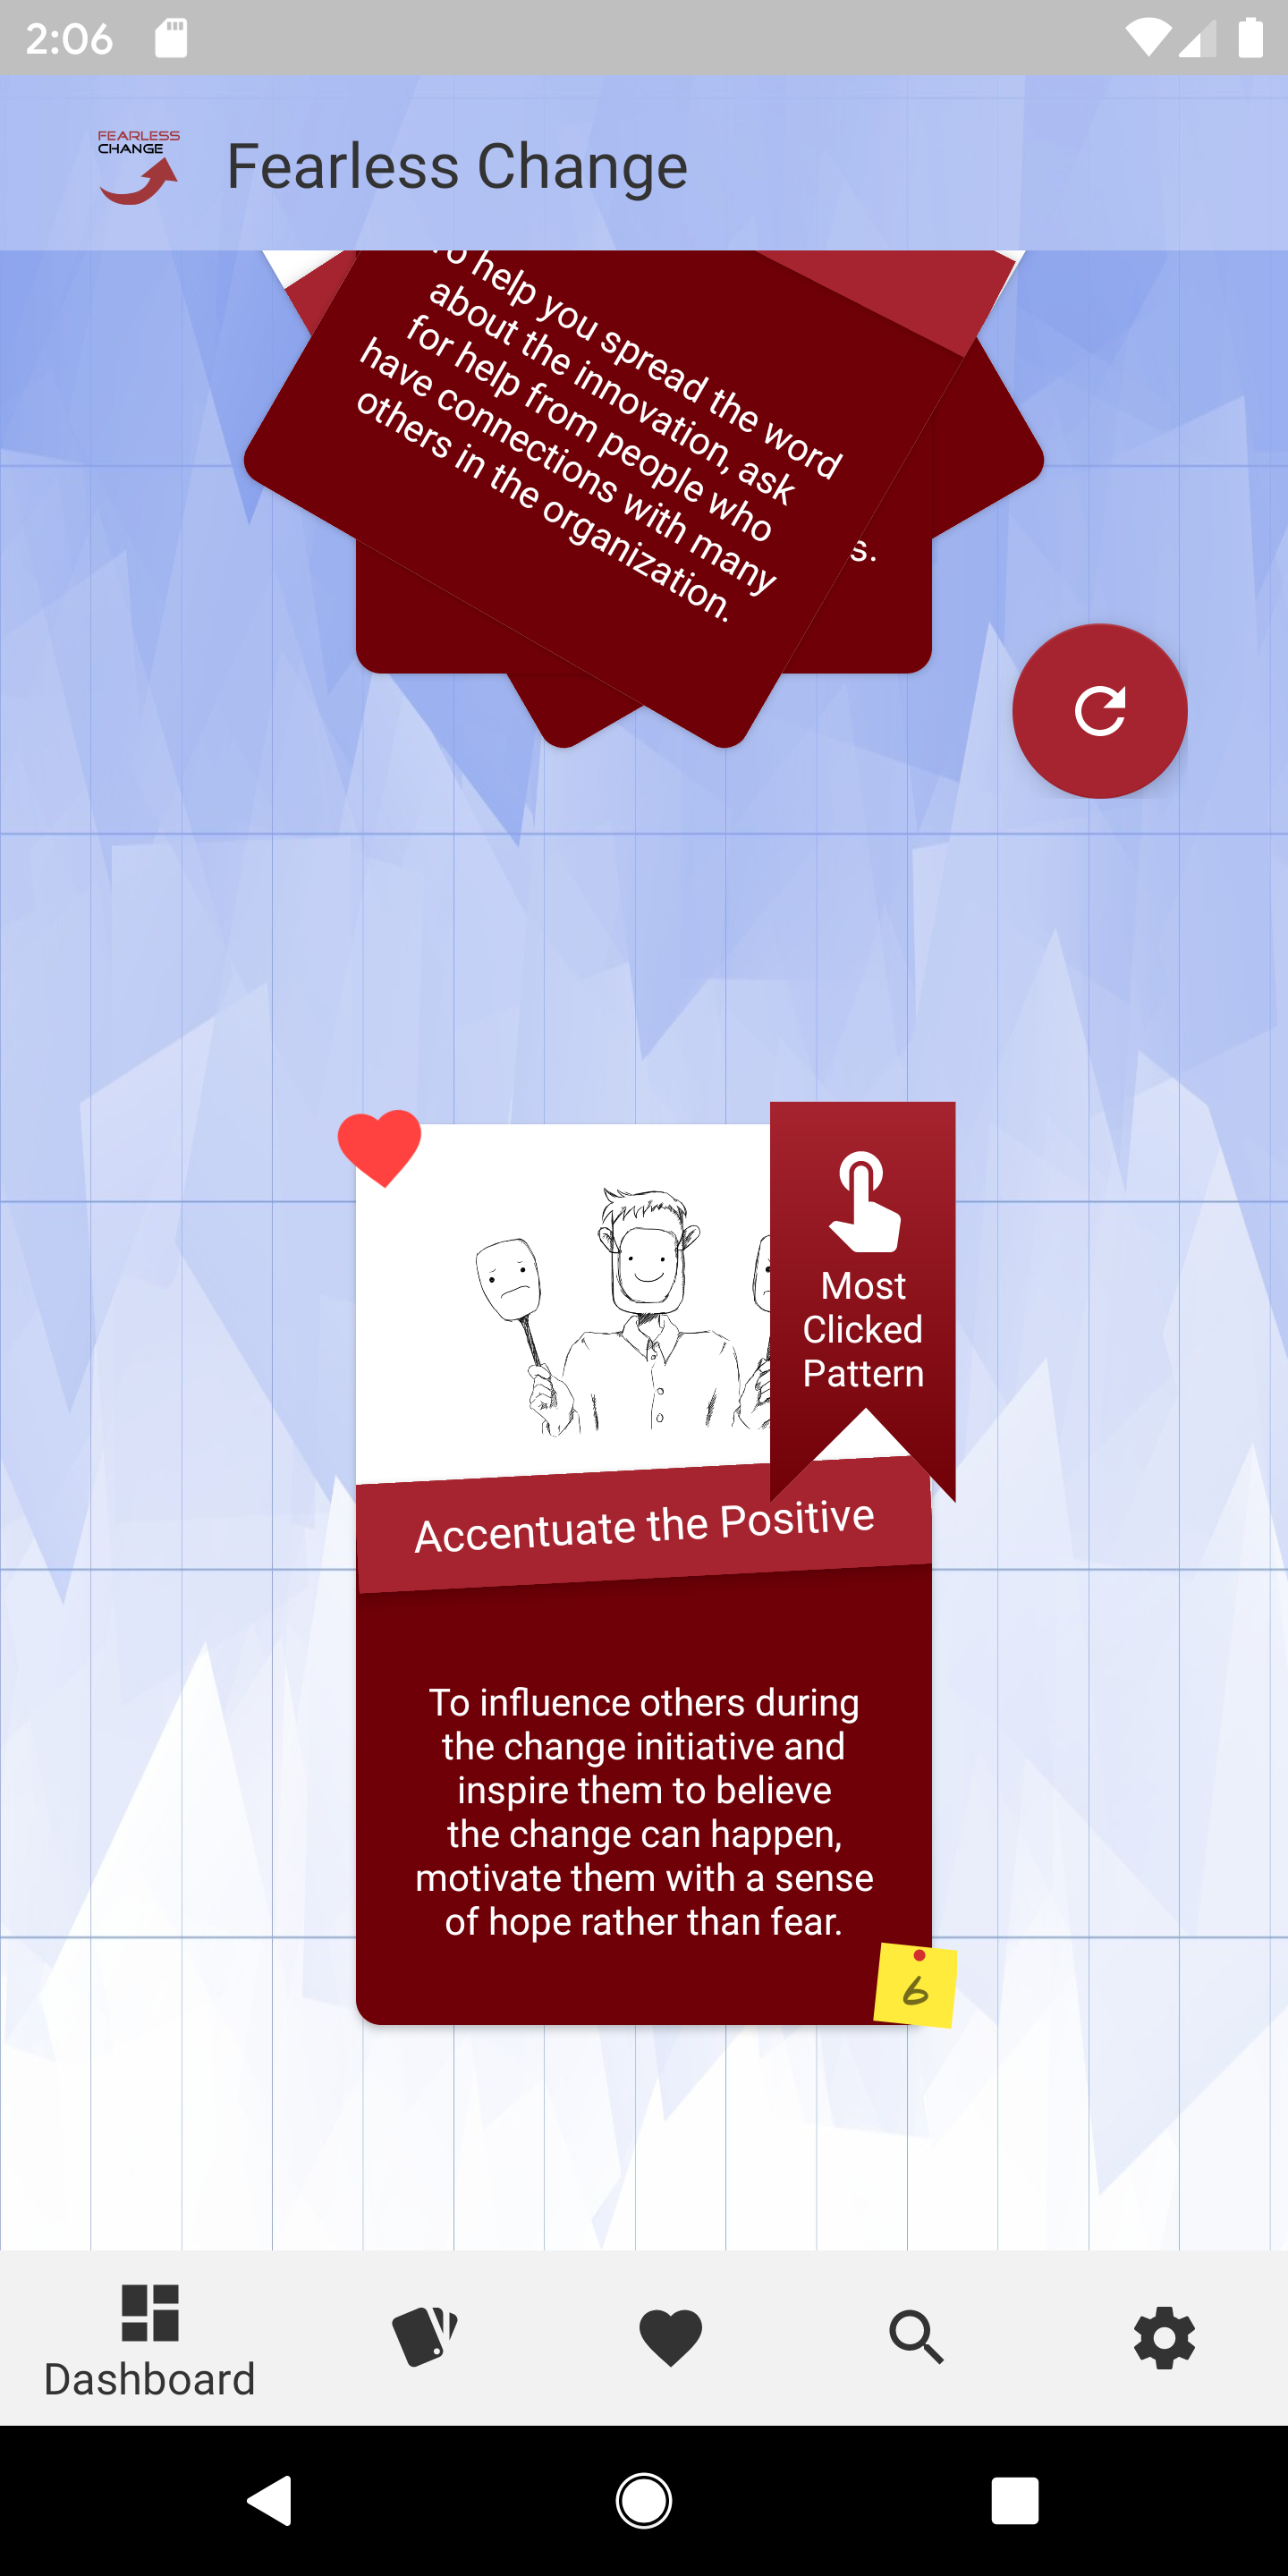 2:06
FEARLESS
CHANGE
Fearless Change
To help you spread the word
about the innovation, ask
for help from people who
have connections with many
others in the organization.
s.
Most
Clicked
Pattern
Accentuate the Positive
To influence others during
the change initiative and
inspire them to believe
the change can happen,
motivate them with a sense
of hope rather than fear.
6
Dashboard